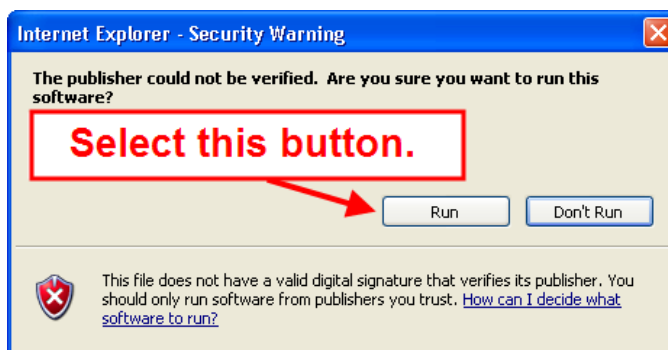 Internet Explorer - Security Warning
The publisher could not be verified.  Are you sure you want to run this
software?
Select this button.
Run
Don't Run
This file does not have a valid digital signature that verifies its publisher. You
should only run software from publishers you trust. How can I decide what
software to run?